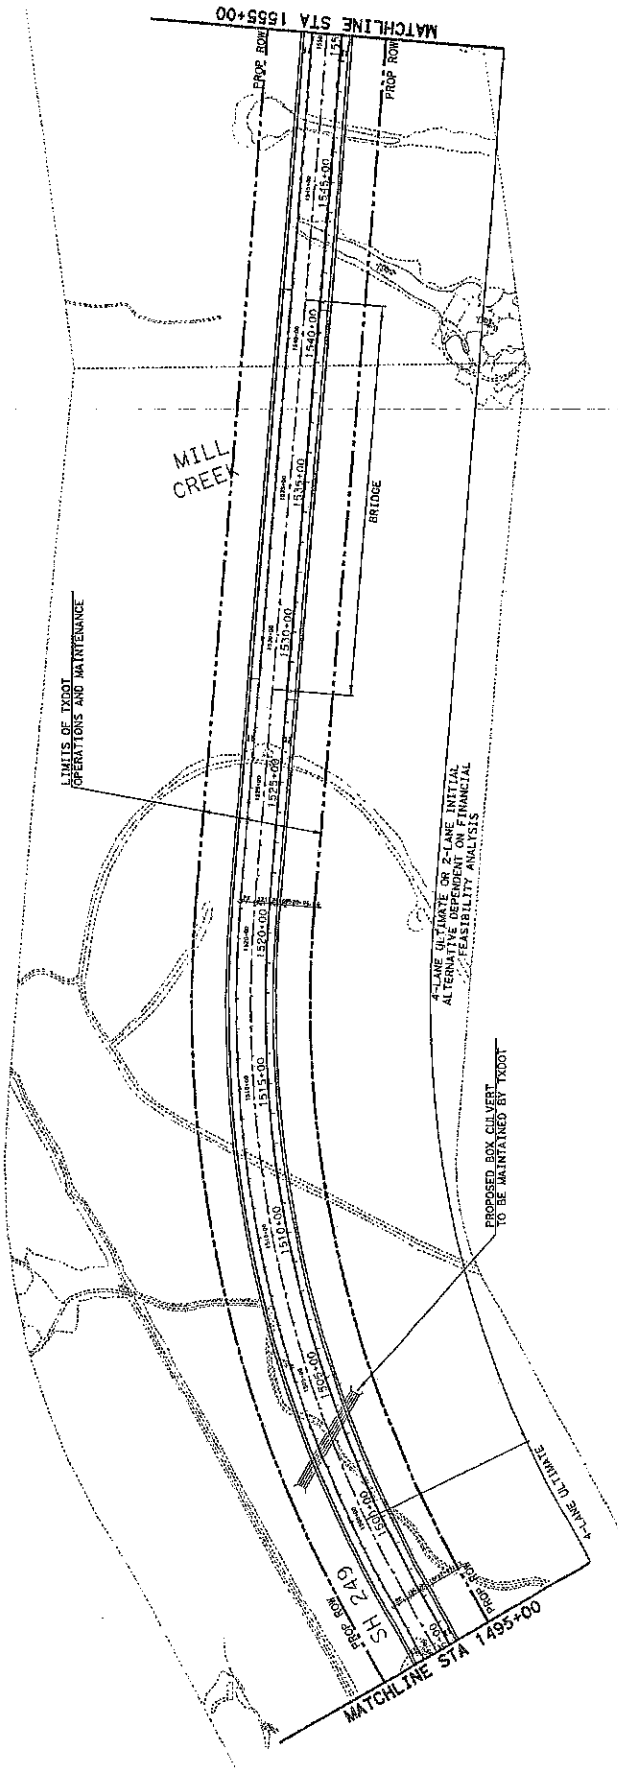 MATCHLINE STA 1555+00
PROP ROW
PROP ROW
1545+00
1540+00
MILL
CREEK
1535+00
BRIDGE
1530+00
LIMITS OF TXDOT
OPERATIONS AND MAINTENANCE
1525+00
1520+00
4-LANE ULTIMATE OR 2-LANE INITIAL
ALTERNATIVE DEPENDENT ON FINANCIAL
FEASIBILITY ANALYSIS
1515+00
PROPOSED BOX CULVERT
TO BE MAINTAINED BY TXDOT
1510+00
1505+00
1500+00
4-LANE ULTIMATE
SH 249
PROP ROW
PROP ROW
MATCHLINE STA 1495+00